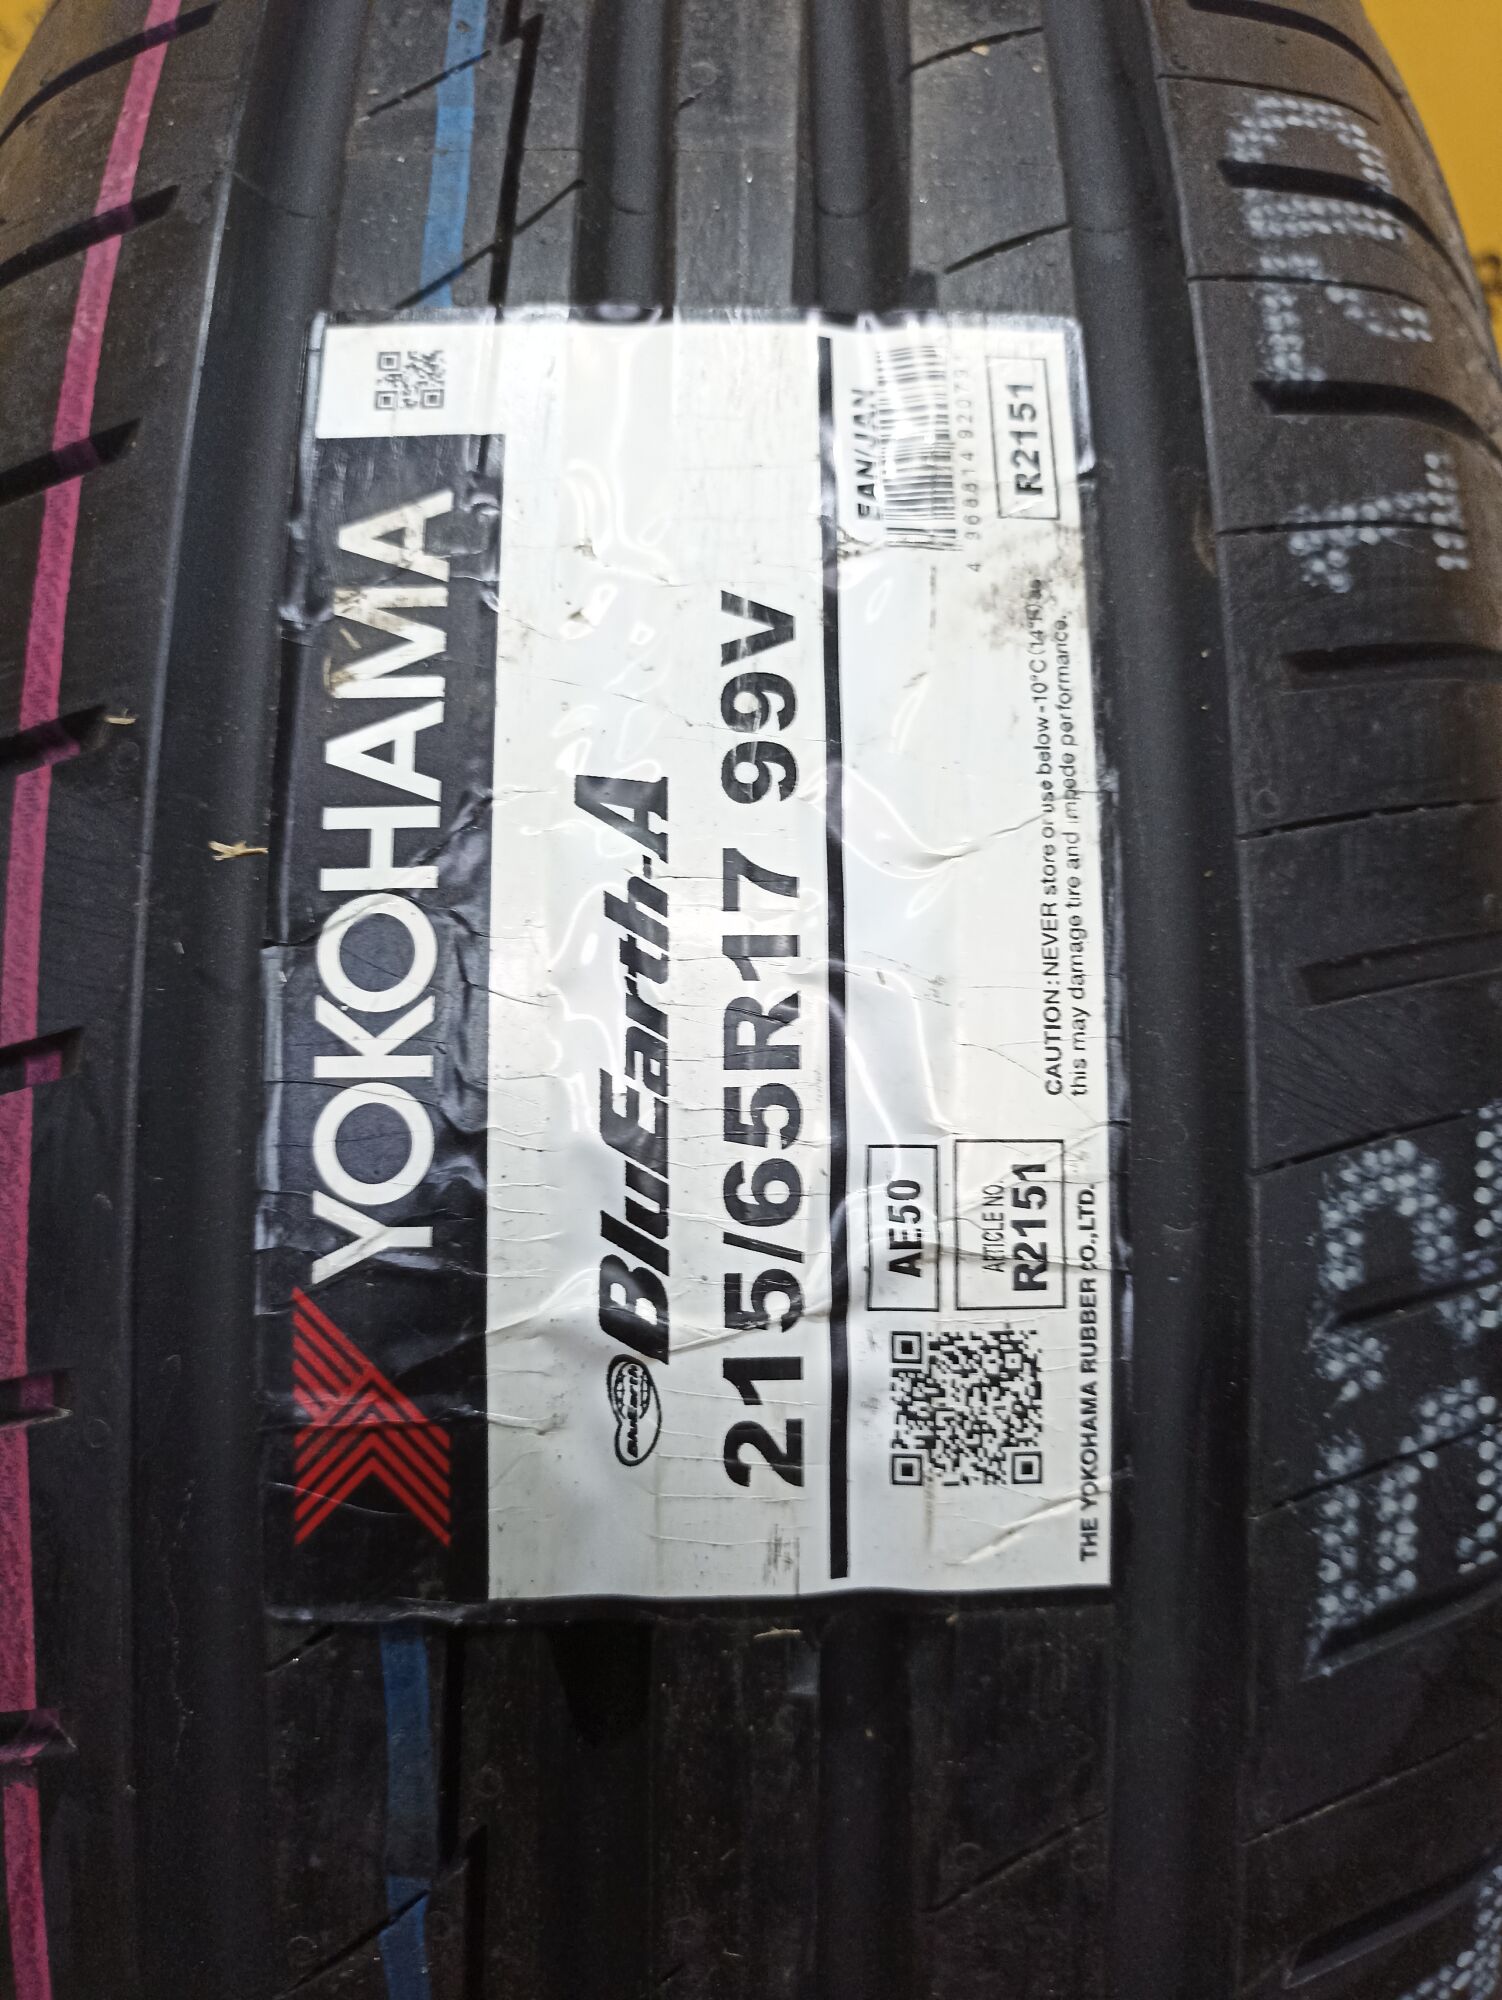 YOKOHAMA
BLUEARTH
BluEarth-A
215/65R17 99V
EAN/JAN
R2151
AE50
ARTICLE NO.
R2151
CAUTION:NEVER store or use below -10°C (14°F) as
this may damage tire and impede performance.
THE YOKOHAMA RUBBER CO.,LTD.